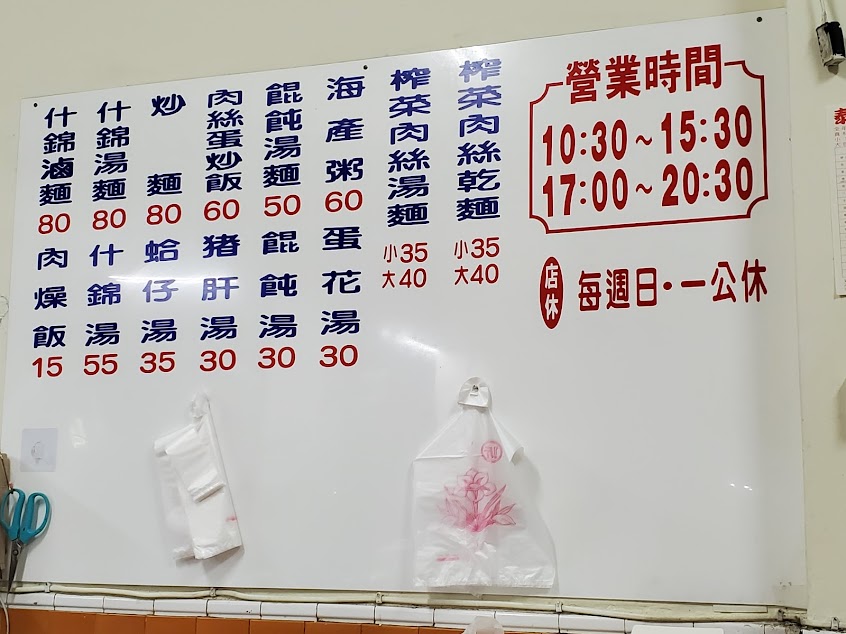 榨菜肉絲乾麵
小35
大40
榨菜肉絲湯麵
小35
大40
海產粥
60
餛飩湯麵
50
肉絲蛋炒飯
60
炒麵
80
什錦湯麵
80
什錦滷麵
80
蛋花湯
30
餛飩湯
30
猪肝湯
30
蛤仔湯
35
什錦湯
55
肉燥飯
15
營業時間
10:30~15:30
17:00~20:30
店休
每週日·一公休